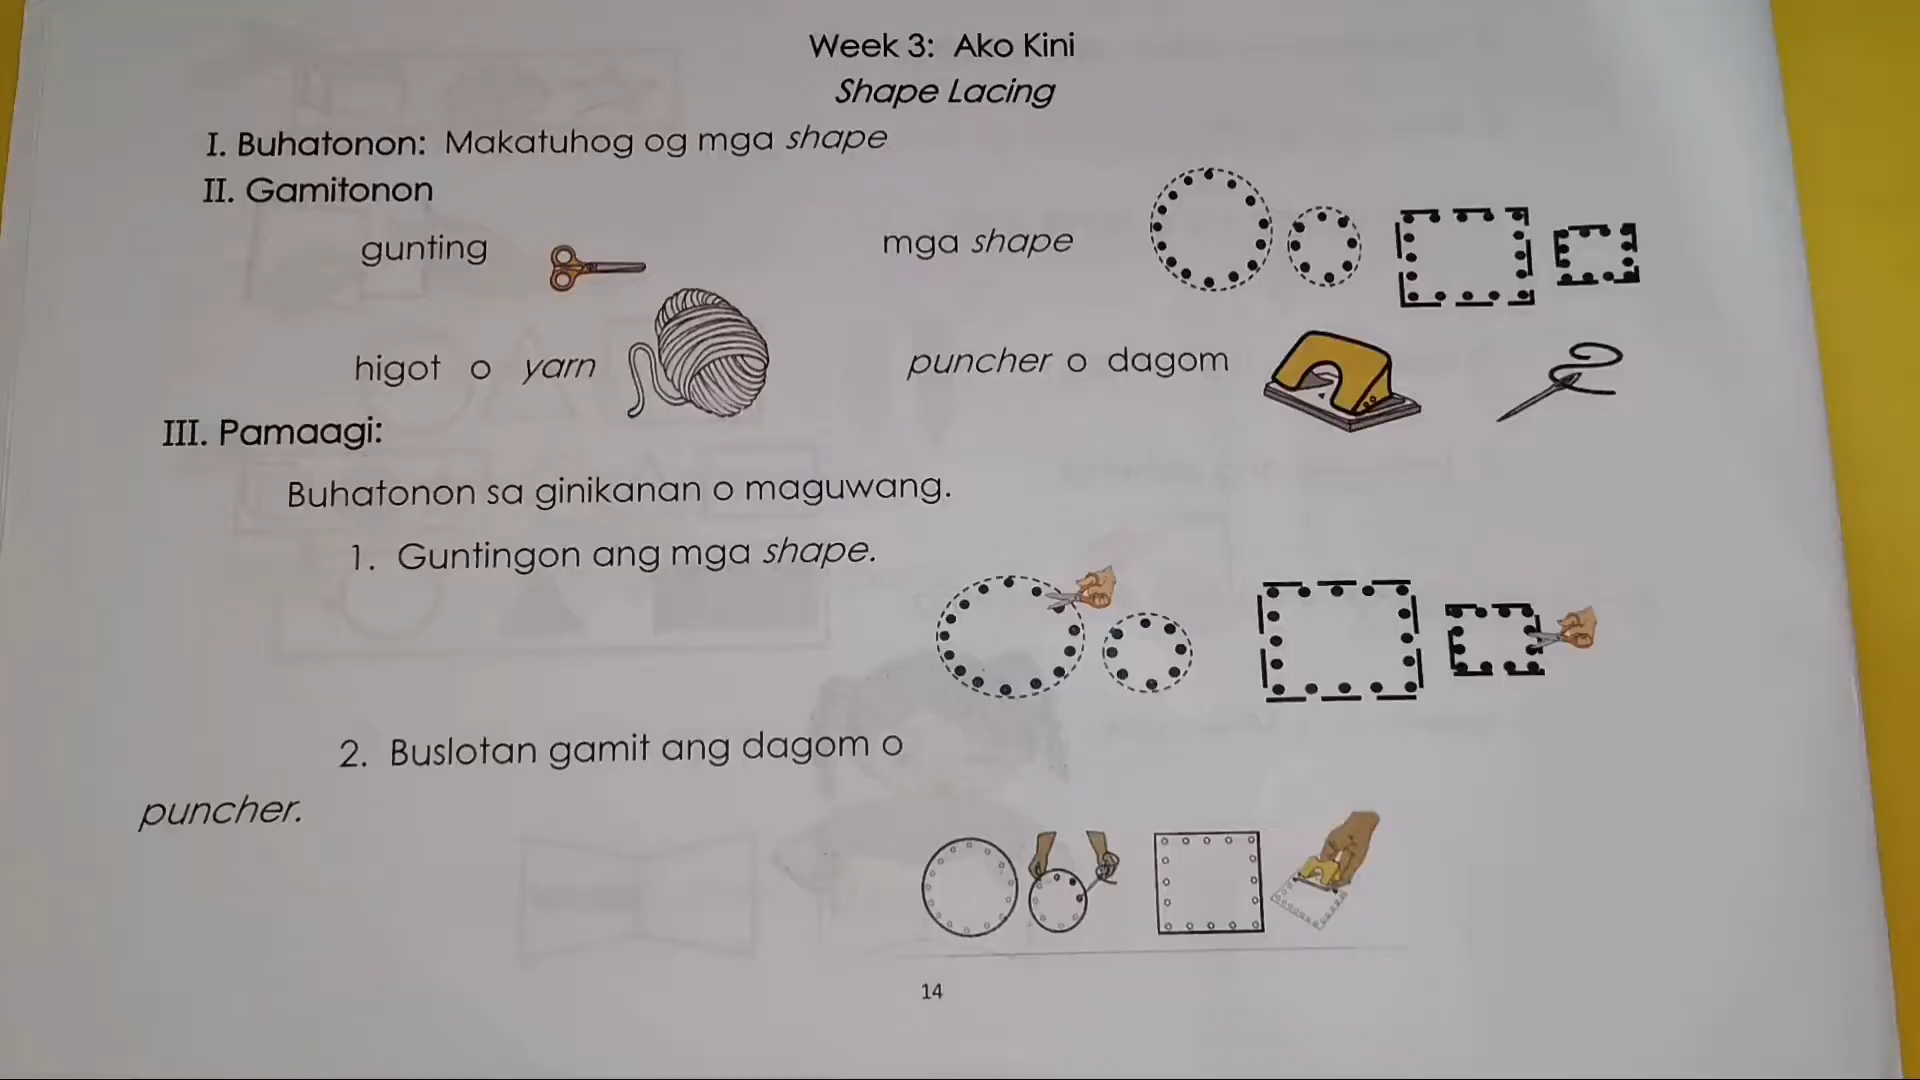 Week 3: Ako Kini
Shape Lacing
I. Buhatonon: Makatuhog og mga shape
II. Gamitonon
gunting
mga shape
higot o yarn
puncher o dagom
III. Pamaagi:
Buhatonon sa ginikanan o maguwang.
1. Guntingon ang mga shape.
2. Buslotan gamit ang dagom o
puncher.
14